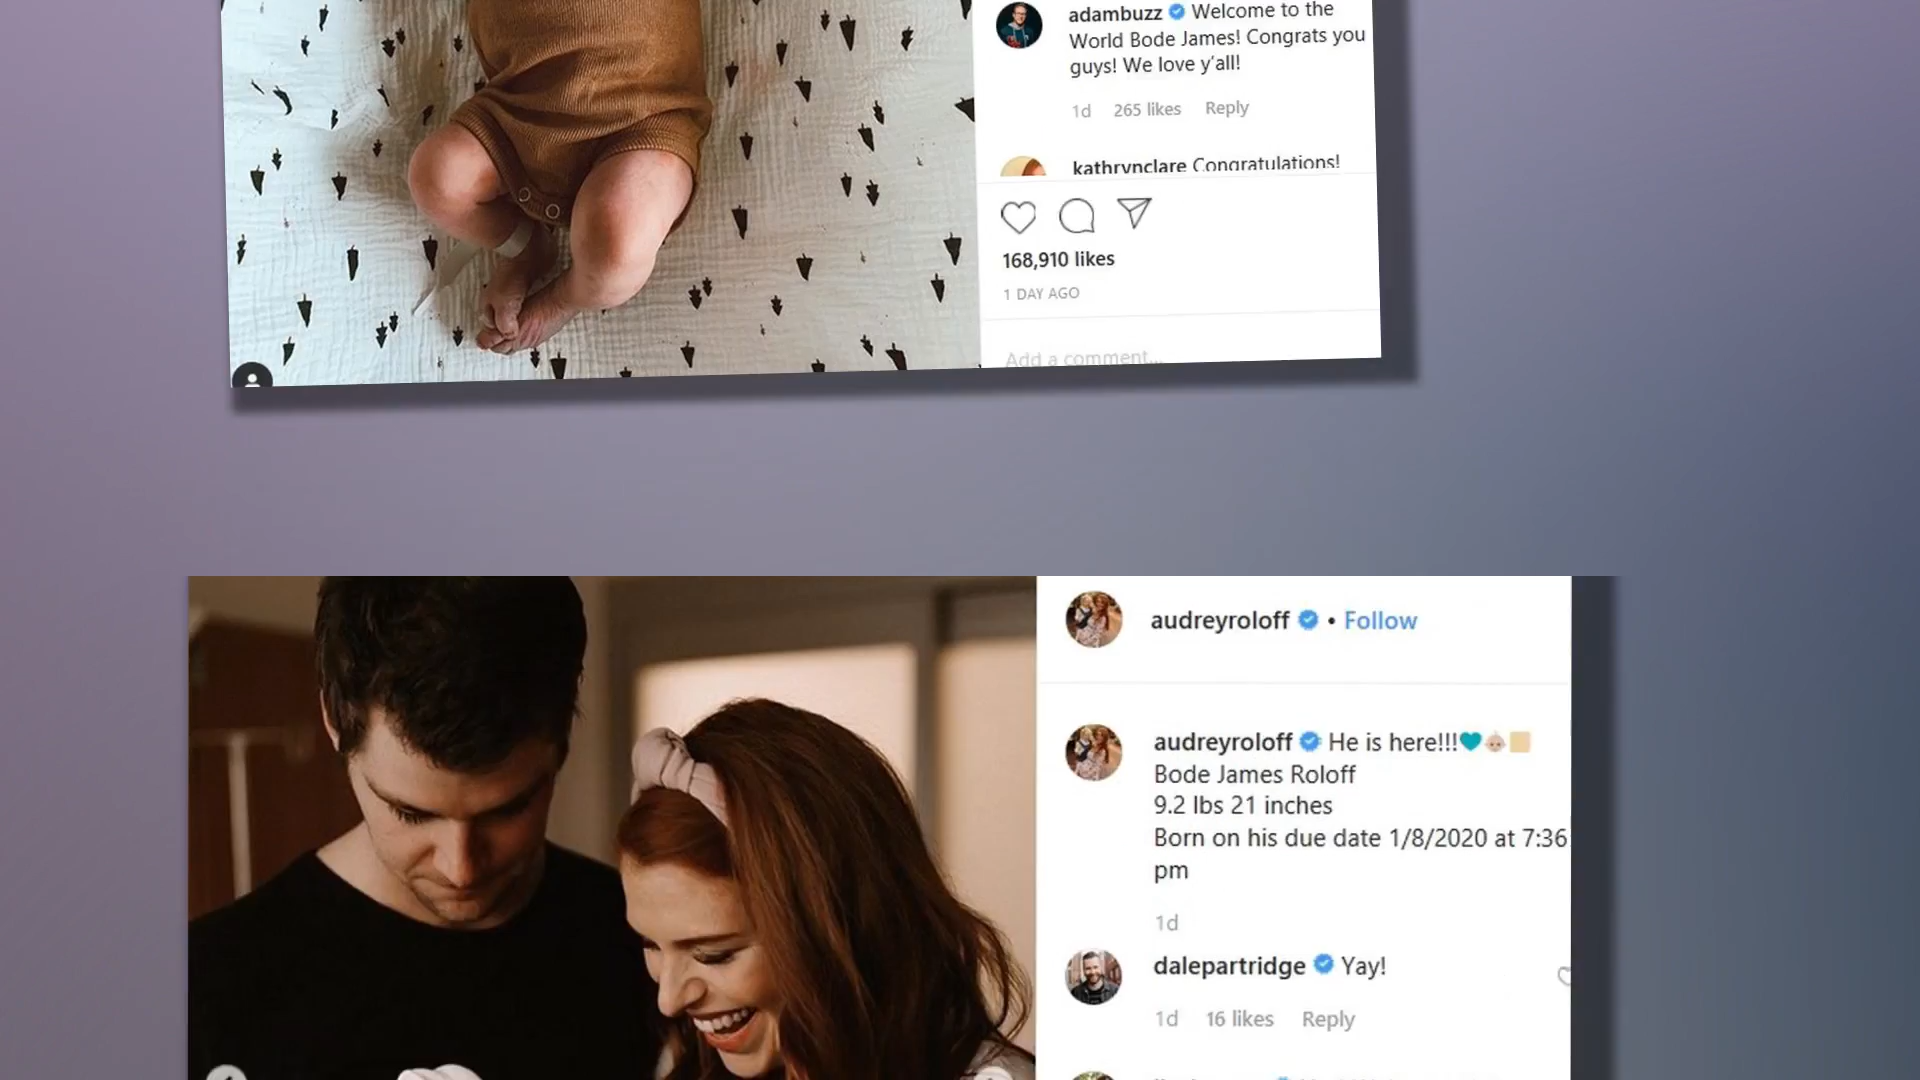 adambuzz Welcome to the
World Bode James! Congrats you
guys! We love y'all!
1d 265 likes Reply
kathrynclare Congratulations!
168,910 likes
1 DAY AGO
Add a comment...
audreyroloff • Follow
audreyroloff He is here!!!
Bode James Roloff
9.2 lbs 21 inches
Born on his due date 1/8/2020 at 7:36
pm
1d
dalepartridge Yay!
1d 16 likes Reply